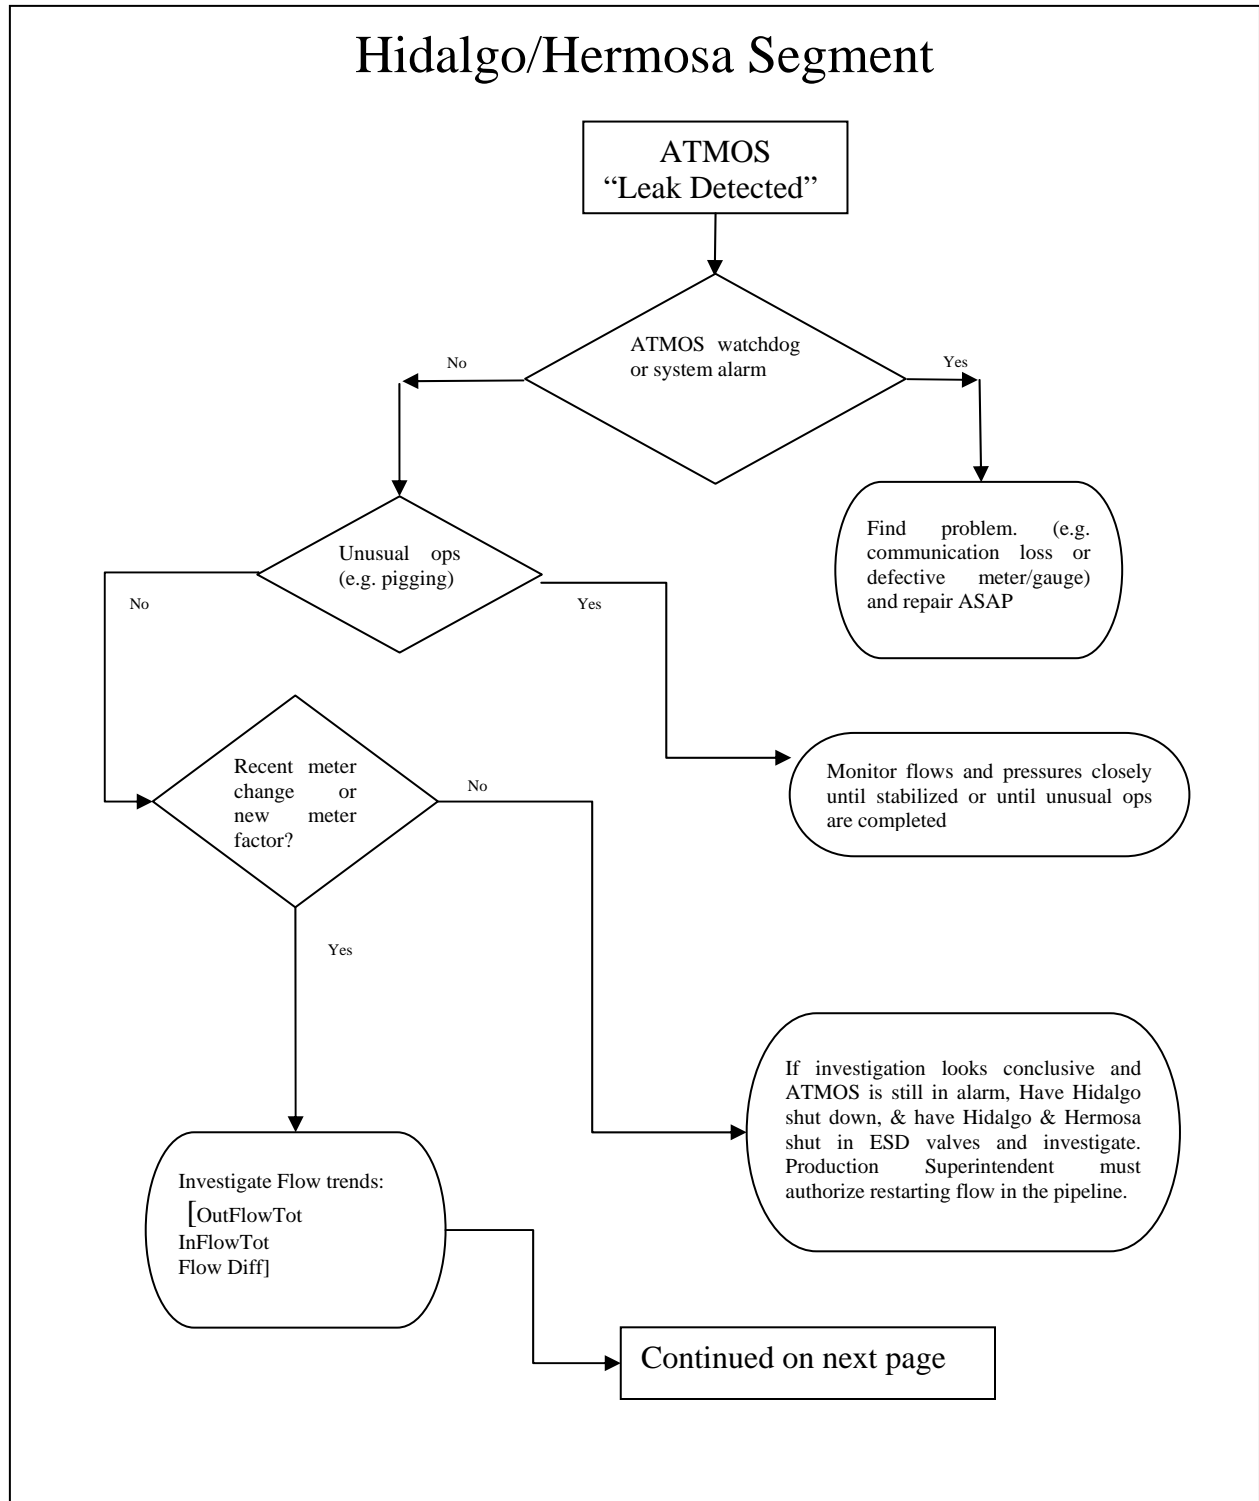 Hidalgo/Hermosa Segment
ATMOS
“Leak Detected”
ATMOS watchdog
or system alarm
No
Yes
Find problem. (e.g.
communication loss or
defective meter/gauge)
and repair ASAP
Unusual ops
(e.g. pigging)
No
Yes
Monitor flows and pressures closely
until stabilized or until unusual ops
are completed
Recent meter
change or
new meter
factor?
No
Yes
If investigation looks conclusive and
ATMOS is still in alarm, Have Hidalgo
shut down, & have Hidalgo & Hermosa
shut in ESD valves and investigate.
Production Superintendent must
authorize restarting flow in the pipeline.
Investigate Flow trends:
[OutFlowTot
InFlowTot
Flow Diff]
Continued on next page